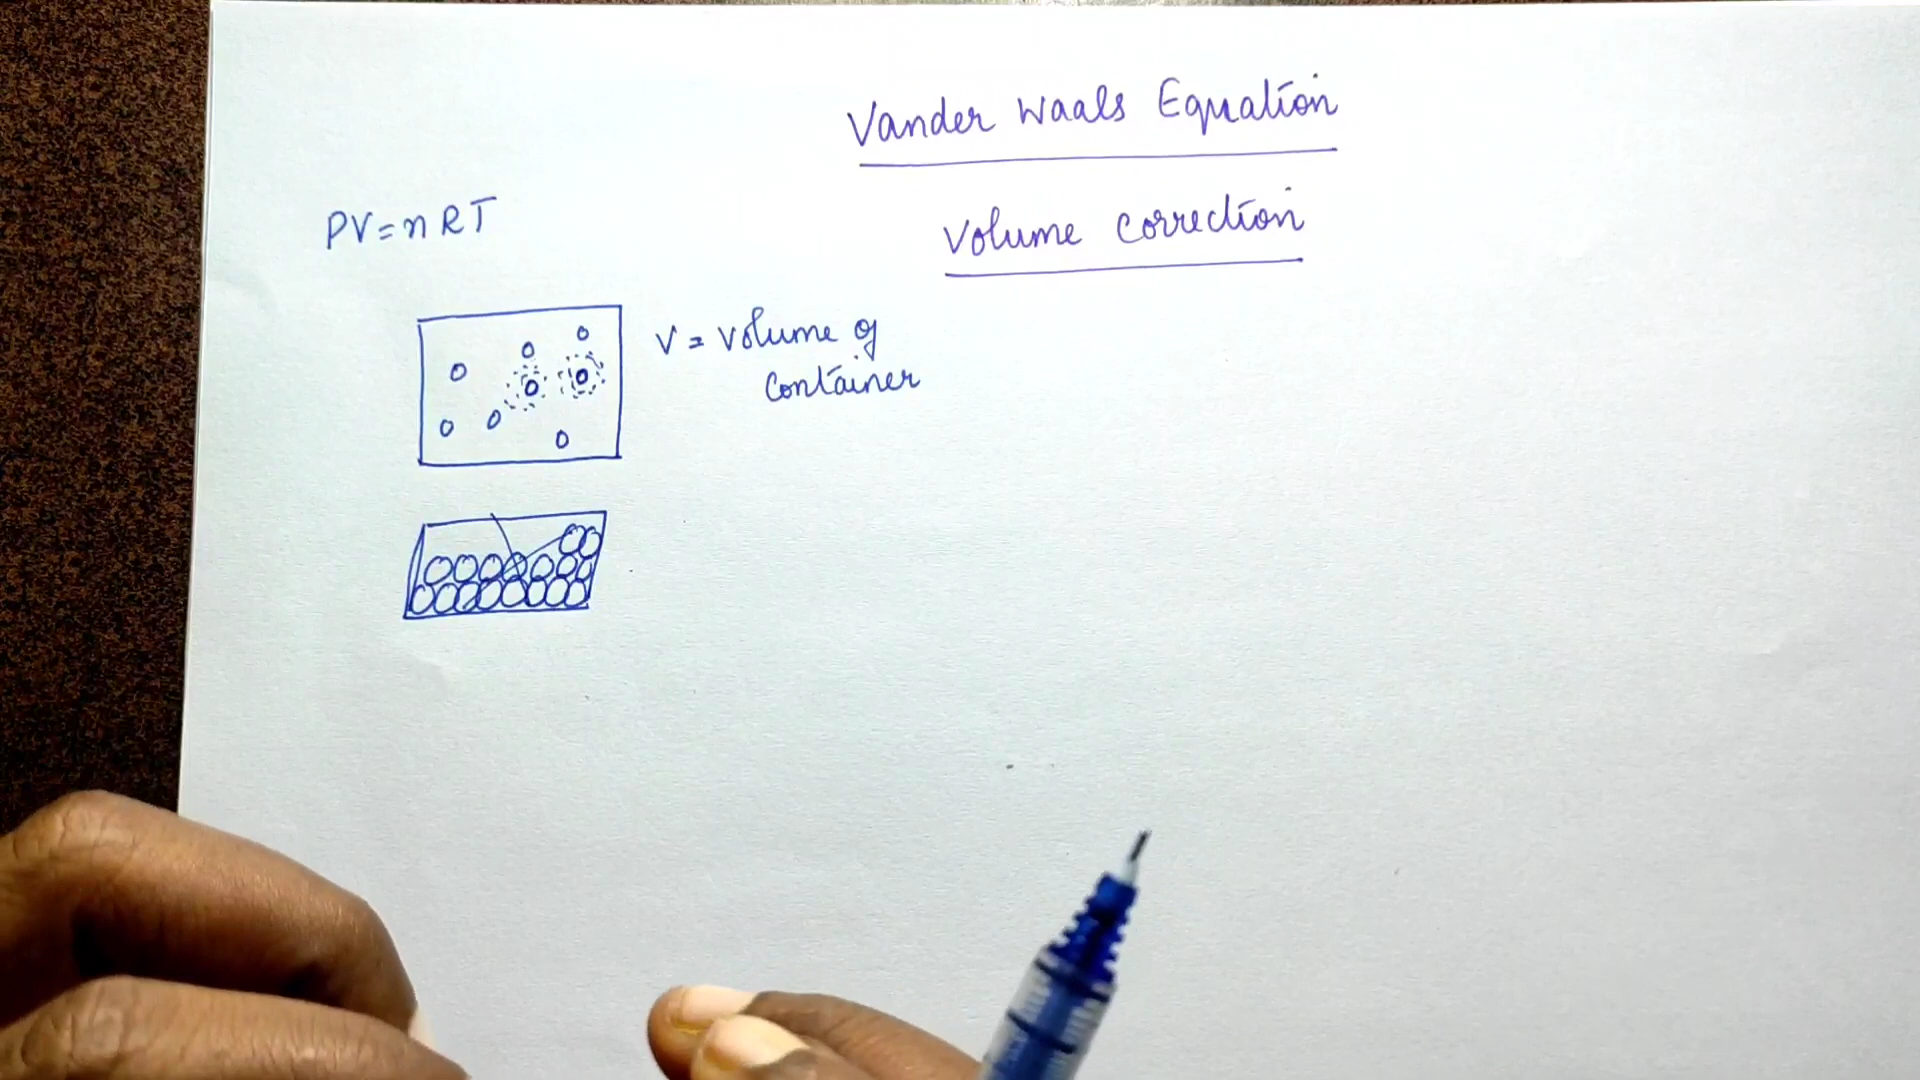 Vander Waals Equation
Volume correction
PV=nRT
V = Volume of
Container